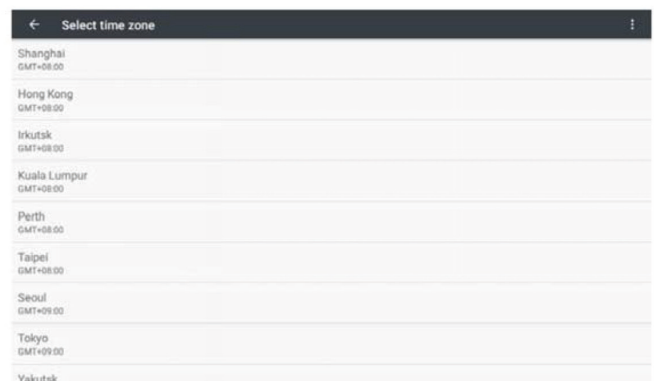 Select time zone
Shanghai
GMT+08:00
Hong Kong
GMT+08:00
Irkutsk
GMT+08:00
Kuala Lumpur
GMT+08:00
Perth
GMT+08:00
Taipei
GMT+08:00
Seoul
GMT+09:00
Tokyo
GMT+09:00
Yakutsk